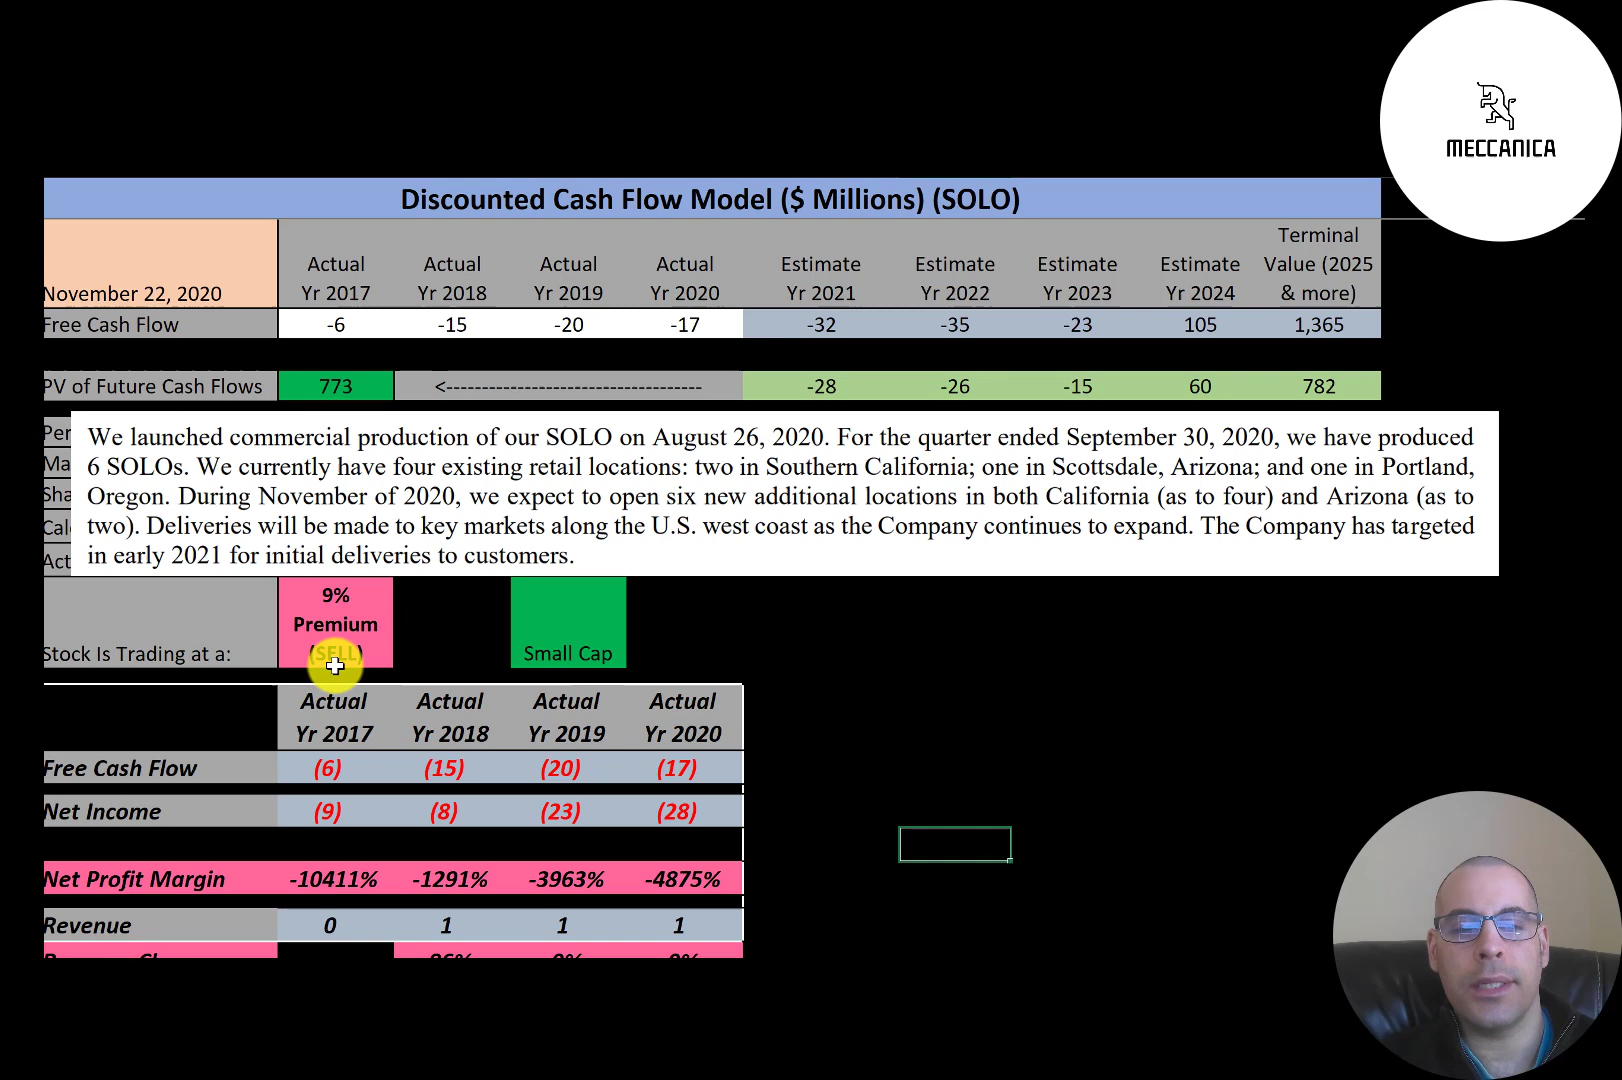 MECCANICA
Discounted Cash Flow Model ($ Millions) (SOLO)
November 22, 2020 Actual Yr 2017 Actual Yr 2018 Actual Yr 2019 Actual Yr 2020 Estimate Yr 2021 Estimate Yr 2022 Estimate Yr 2023 Estimate Yr 2024 Terminal Value (2025 & more)
Free Cash Flow -6 -15 -20 -17 -32 -35 -23 105 1,365
PV of Future Cash Flows 773 <----------------------------------- -28 -26 -15 60 782
Per
Ma
Sha
Cal
Act
We launched commercial production of our SOLO on August 26, 2020. For the quarter ended September 30, 2020, we have produced
6 SOLOs. We currently have four existing retail locations: two in Southern California; one in Scottsdale, Arizona; and one in Portland,
Oregon. During November of 2020, we expect to open six new additional locations in both California (as to four) and Arizona (as to
two). Deliveries will be made to key markets along the U.S. west coast as the Company continues to expand. The Company has targeted
in early 2021 for initial deliveries to customers.
Stock Is Trading at a: 9% Premium (SELL) Small Cap
Actual Yr 2017 Actual Yr 2018 Actual Yr 2019 Actual Yr 2020
Free Cash Flow (6) (15) (20) (17)
Net Income (9) (8) (23) (28)
Net Profit Margin -10411% -1291% -3963% -4875%
Revenue 0 1 1 1